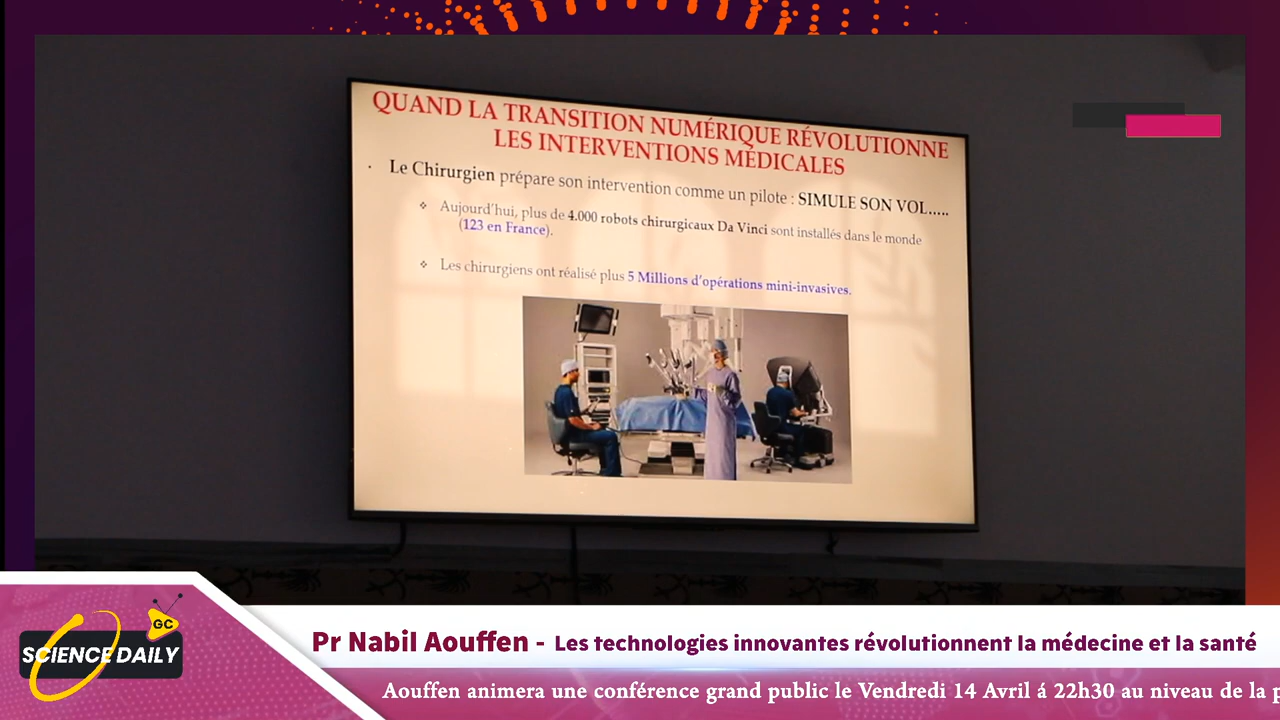 QUAND LA TRANSITION NUMÉRIQUE RÉVOLUTIONNE
LES INTERVENTIONS MÉDICALES
Le Chirurgien prépare son intervention comme un pilote : SIMULE SON VOL.....
Aujourd'hui, plus de 4.000 robots chirurgicaux Da Vinci sont installés dans le monde
(123 en France).
Les chirurgiens ont réalisé plus 5 Millions d'opérations mini-invasives.
GC
SCIENCE DAILY
Pr Nabil Aouffen - Les technologies innovantes révolutionnent la médecine et la santé
Aouffen animera une conférence grand public le Vendredi 14 Avril á 22h30 au niveau de la p